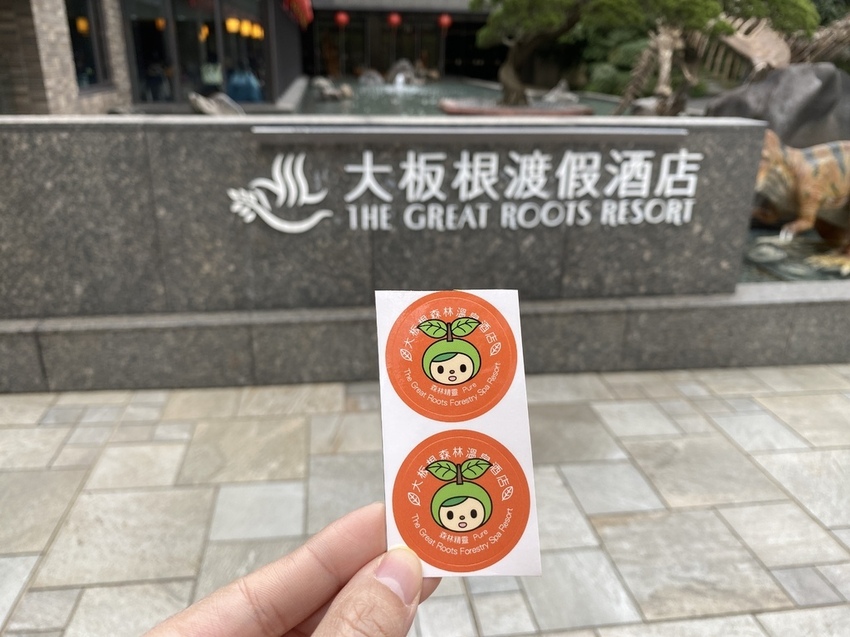 大板根渡假酒店
THE GREAT ROOTS RESORT
大板根森林溫泉酒店
森林精靈 Pure
The Great Roots Forestry Spa Resort
大板根森林溫泉酒店
森林精靈 Pure
The Great Roots Forestry Spa Resort